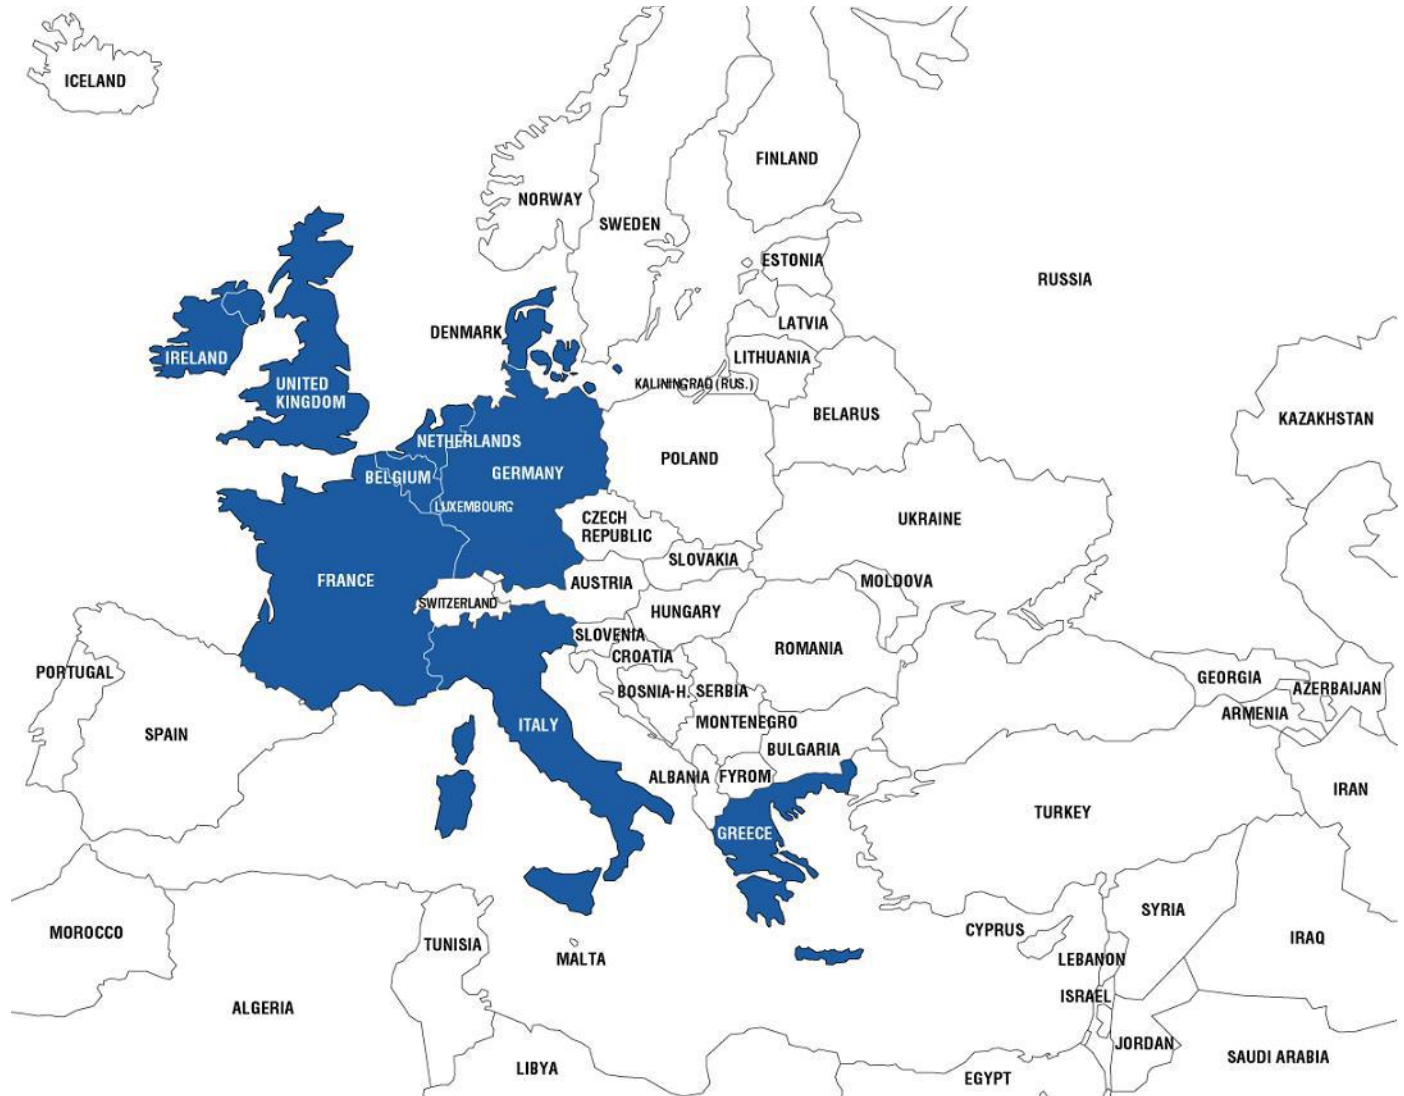 ICELAND
FINLAND
NORWAY
SWEDEN
ESTONIA
RUSSIA
LATVIA
DENMARK
LITHUANIA
IRELAND
KALININGRAD (RUS.)
UNITED
KINGDOM
BELARUS
KAZAKHSTAN
NETHERLANDS
POLAND
GERMANY
BELGIUM
LUXEMBOURG
CZECH
REPUBLIC
UKRAINE
SLOVAKIA
FRANCE
AUSTRIA
MOLDOVA
SWITZERLAND
HUNGARY
SLOVENIA
ROMANIA
CROATIA
PORTUGAL
GEORGIA
AZERBAIJAN
BOSNIA-H.
SERBIA
ARMENIA
MONTENEGRO
ITALY
SPAIN
BULGARIA
ALBANIA
FYROM
IRAN
TURKEY
GREECE
SYRIA
MOROCCO
CYPRUS
IRAQ
TUNISIA
MALTA
LEBANON
ISRAEL
ALGERIA
JORDAN
SAUDI ARABIA
LIBYA
EGYPT